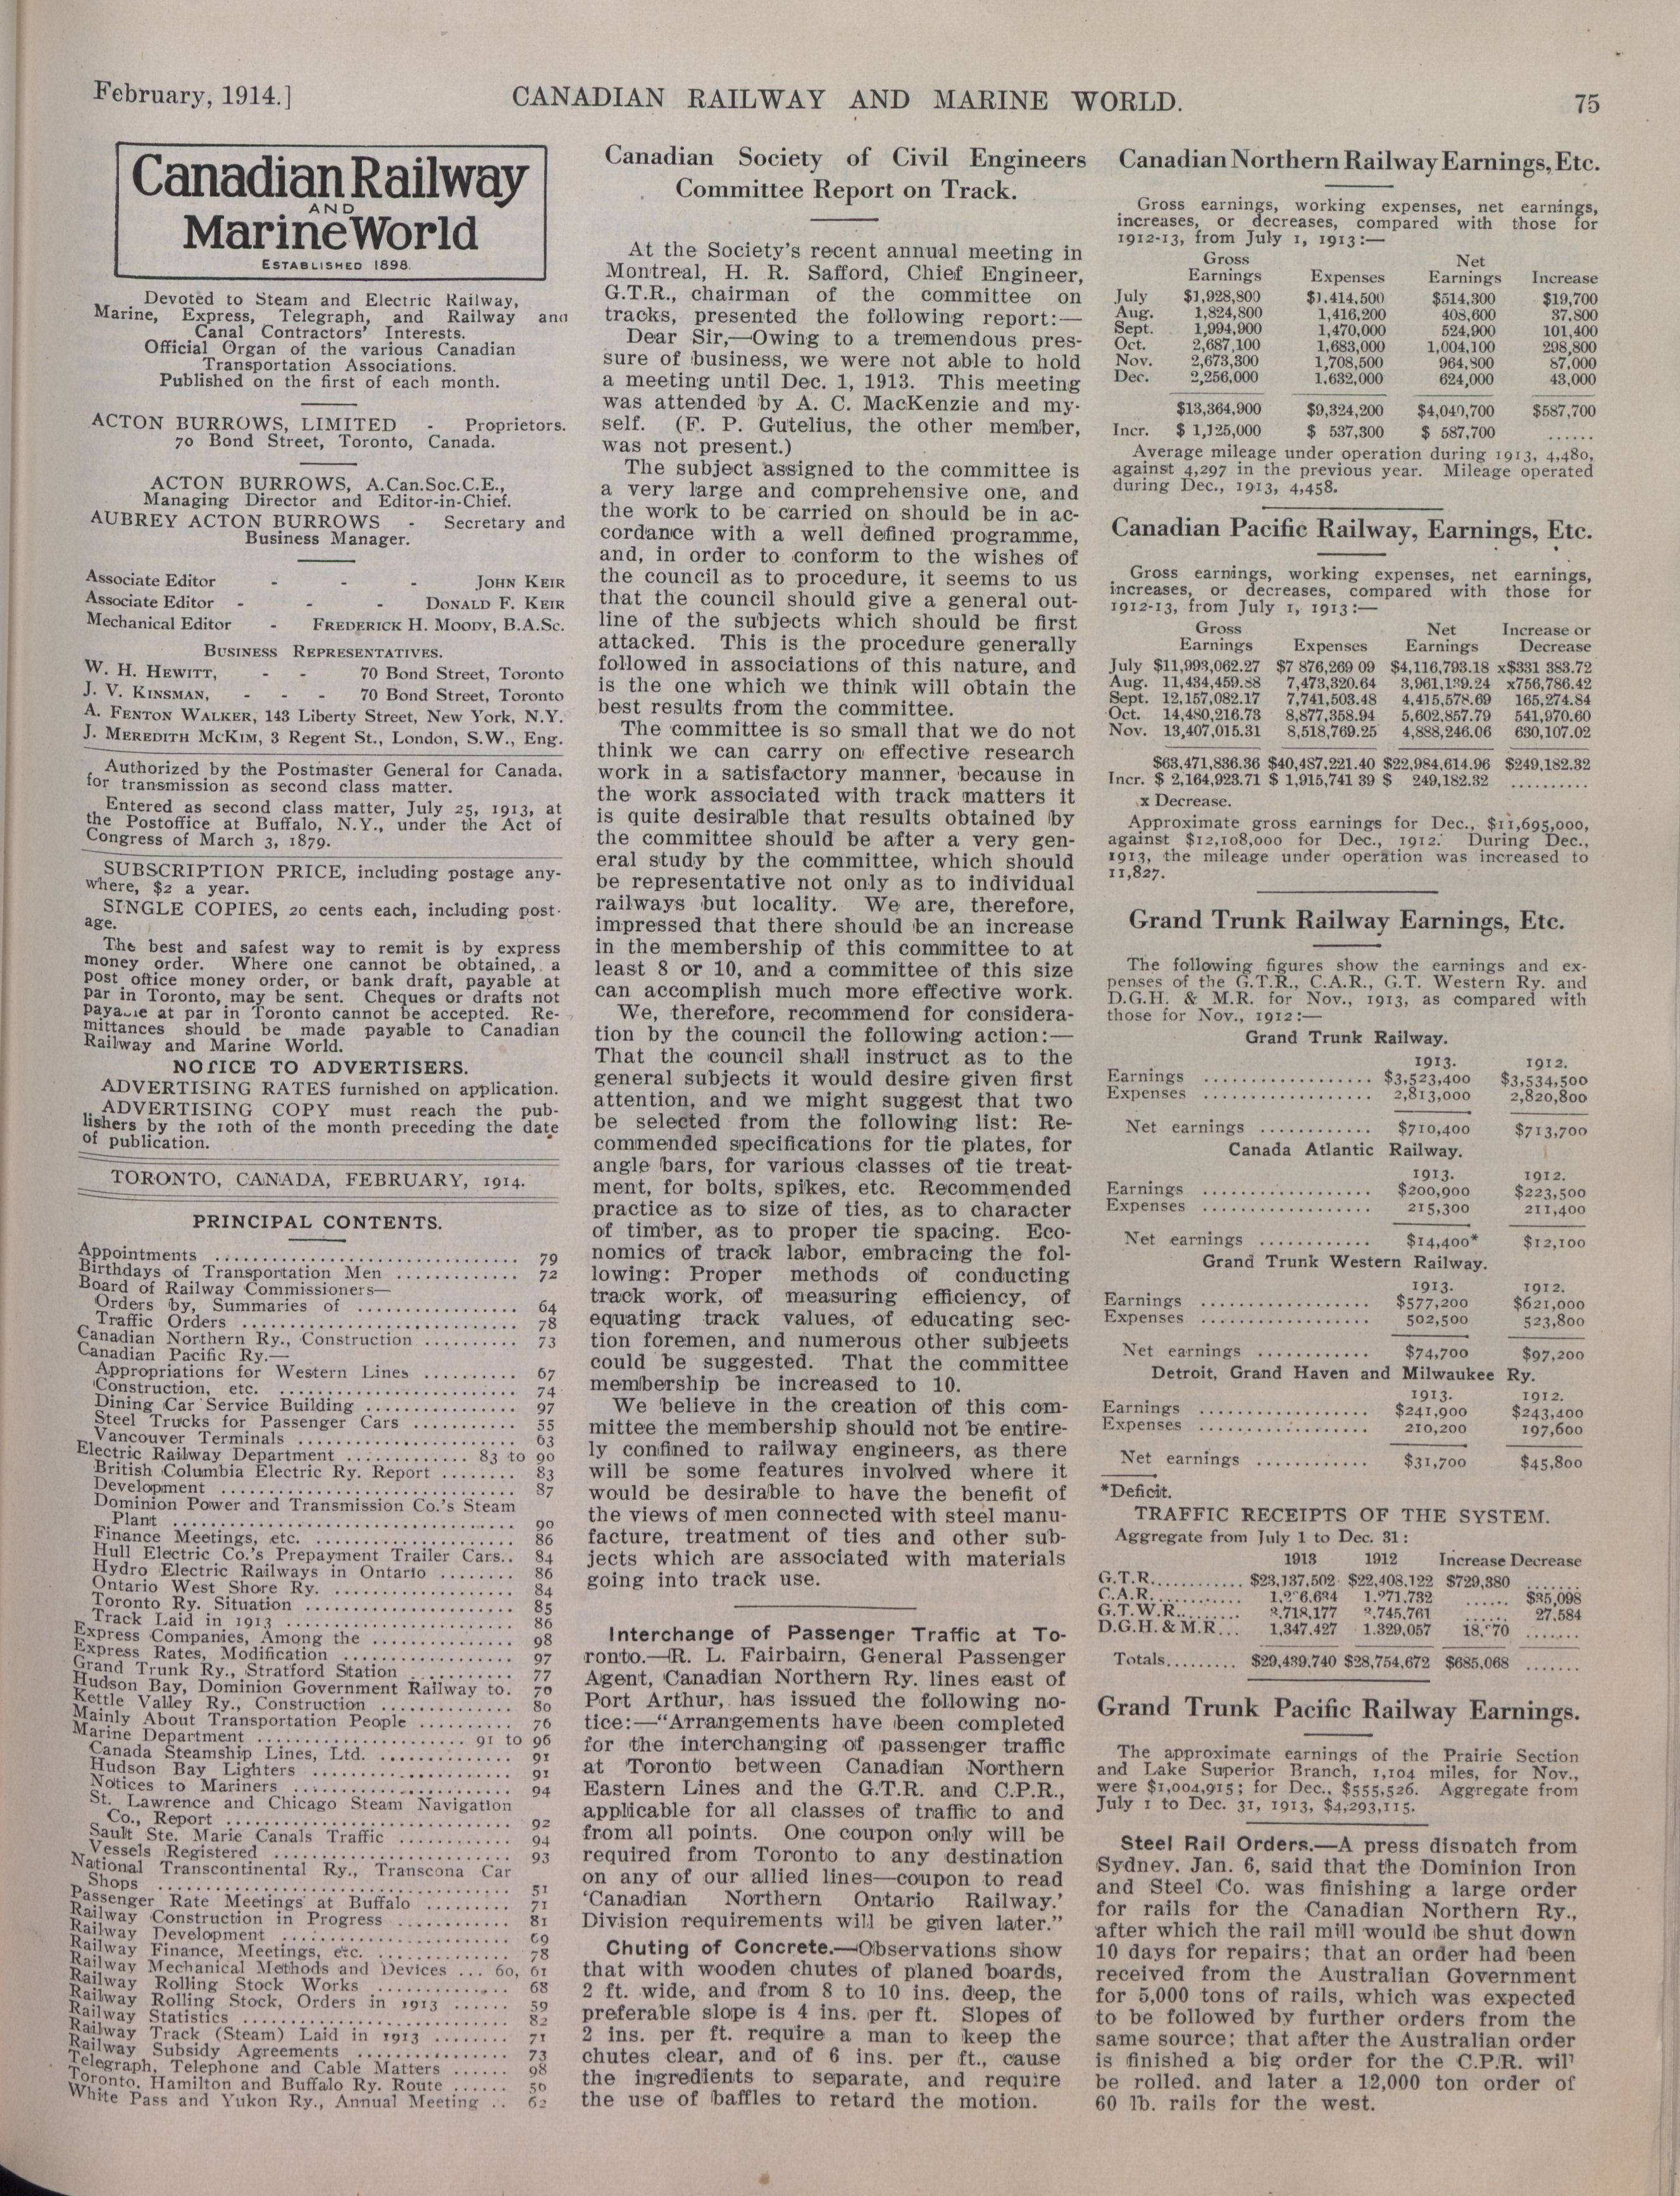 February, 1914.]
CANADIAN RAILWAY AND MARINE WORLD.
75
Canadian Railway
AND
Marine World
ESTABLISHED 1898.
Devoted to Steam and Electric Railway,
Marine, Express, Telegraph, and Railway and
Canal Contractors' Interests.
Official Organ of the various Canadian
Transportation Associations.
Published on the first of each month.
ACTON BURROWS, LIMITED - Proprietors.
70 Bond Street, Toronto, Canada.
ACTON BURROWS, A.Can.Soc.C.E.,
Managing Director and Editor-in-Chief.
AUBREY ACTON BURROWS - Secretary and
Business Manager.
Associate Editor - - - JOHN KEIR
Associate Editor - - - DONALD F. KEIR
Mechanical Editor - FREDERICK H. MOODY, B.A.Sc.
BUSINESS REPRESENTATIVES.
W. H. HEWITT, - - 70 Bond Street, Toronto
J. V. KINSMAN, - - - 70 Bond Street, Toronto
A. FENTON WALKER, 143 Liberty Street, New York, N.Y.
J. MEREDITH MCKIM, 3 Regent St., London, S.W., Eng.
Authorized by the Postmaster General for Canada,
for transmission as second class matter.
Entered as second class matter, July 25, 1913, at
the Postoffice at Buffalo, N.Y., under the Act of
Congress of March 3, 1879.
SUBSCRIPTION PRICE, including postage any-
where, $2 a year.
SINGLE COPIES, 20 cents each, including post-
age.
The best and safest way to remit is by express
money order. Where one cannot be obtained, a
post office money order, or bank draft, payable at
par in Toronto, may be sent. Cheques or drafts not
payable at par in Toronto cannot be accepted. Re-
mittances should be made payable to Canadian
Railway and Marine World.
NOTICE TO ADVERTISERS.
ADVERTISING RATES furnished on application.
ADVERTISING COPY must reach the pub-
lishers by the 10th of the month preceding the date
of publication.
TORONTO, CANADA, FEBRUARY, 1914.
PRINCIPAL CONTENTS.
Appointments ............ 79
Birthdays of Transportation Men ............ 72
Board of Railway Commissioners—
Orders by, Summaries of ............ 64
Traffic Orders ............ 78
Canadian Northern Ry., Construction .......... 73
Canadian Pacific Ry.—
Appropriations for Western Lines .......... 67
Construction, etc. ............ 74
Dining Car Service Building ............ 97
Steel Trucks for Passenger Cars ........... 55
Vancouver Terminals ............ 63
Electric Railway Department ............ 83 to 90
British Columbia Electric Ry. Report ........ 83
Development ............ 87
Dominion Power and Transmission Co.'s Steam
Plant ............ 90
Finance Meetings, etc. ............ 86
Hull Electric Co.'s Prepayment Trailer Cars.. 84
Hydro Electric Railways in Ontario ........ 86
Ontario West Shore Ry. ............ 84
Toronto Ry. Situation ............ 85
Track Laid in 1913 ............ 86
Express Companies, Among the ............ 98
Express Rates, Modification ............ 97
Grand Trunk Ry., Stratford Station .......... 77
Hudson Bay, Dominion Government Railway to. 70
Kettle Valley Ry., Construction ............ 80
Mainly About Transportation People .......... 76
Marine Department ............ 91 to 96
Canada Steamship Lines, Ltd. ............ 91
Hudson Bay Lighters ............ 91
Notices to Mariners ............ 94
St. Lawrence and Chicago Steam Navigation
Co., Report ............ 92
Sault Ste. Marie Canals Traffic ............ 94
Vessels Registered ............ 93
National Transcontinental Ry., Transcona Car
Shops ............ 51
Passenger Rate Meetings at Buffalo ......... 71
Railway Construction in Progress ............ 81
Railway Development ............ 69
Railway Finance, Meetings, etc. ............ 78
Railway Mechanical Methods and Devices ... 60, 61
Railway Rolling Stock Works ............ 68
Railway Rolling Stock, Orders in 1913 ...... 59
Railway Statistics ............ 82
Railway Track (Steam) Laid in 1913 ........ 71
Railway Subsidy Agreements ............ 73
Telegraph, Telephone and Cable Matters ...... 98
Toronto, Hamilton and Buffalo Ry. Route ...... 56
White Pass and Yukon Ry., Annual Meeting .. 62
Canadian Society of Civil Engineers
Committee Report on Track.
At the Society's recent annual meeting in
Montreal, H. R. Safford, Chief Engineer,
G.T.R., chairman of the committee on
tracks, presented the following report:—
Dear Sir,—Owing to a tremendous pres-
sure of business, we were not able to hold
a meeting until Dec. 1, 1913. This meeting
was attended by A. C. MacKenzie and my-
self. (F. P. Gutelius, the other member,
was not present.)
The subject assigned to the committee is
a very large and comprehensive one, and
the work to be carried on should be in ac-
cordance with a well defined programme,
and, in order to conform to the wishes of
the council as to procedure, it seems to us
that the council should give a general out-
line of the subjects which should be first
attacked. This is the procedure generally
followed in associations of this nature, and
is the one which we think will obtain the
best results from the committee.
The committee is so small that we do not
think we can carry on effective research
work in a satisfactory manner, because in
the work associated with track matters it
is quite desirable that results obtained by
the committee should be after a very gen-
eral study by the committee, which should
be representative not only as to individual
railways but locality. We are, therefore,
impressed that there should be an increase
in the membership of this committee to at
least 8 or 10, and a committee of this size
can accomplish much more effective work.
We, therefore, recommend for considera-
tion by the council the following action:—
That the council shall instruct as to the
general subjects it would desire given first
attention, and we might suggest that two
be selected from the following list: Re-
commended specifications for tie plates, for
angle bars, for various classes of tie treat-
ment, for bolts, spikes, etc. Recommended
practice as to size of ties, as to character
of timber, as to proper tie spacing. Eco-
nomics of track labor, embracing the fol-
lowing: Proper methods of conducting
track work, of measuring efficiency, of
equating track values, of educating sec-
tion foremen, and numerous other subjects
could be suggested. That the committee
membership be increased to 10.
We believe in the creation of this com-
mittee the membership should not be entire-
ly confined to railway engineers, as there
will be some features involved where it
would be desirable to have the benefit of
the views of men connected with steel manu-
facture, treatment of ties and other sub-
jects which are associated with materials
going into track use.
Interchange of Passenger Traffic at To-
ronto.—R. L. Fairbairn, General Passenger
Agent, Canadian Northern Ry. lines east of
Port Arthur, has issued the following no-
tice:—"Arrangements have been completed
for the interchanging of passenger traffic
at Toronto between Canadian Northern
Eastern Lines and the G.T.R. and C.P.R.,
applicable for all classes of traffic to and
from all points. One coupon only will be
required from Toronto to any destination
on any of our allied lines—coupon to read
'Canadian Northern Ontario Railway.'
Division requirements will be given later."
Chuting of Concrete.—Observations show
that with wooden chutes of planed boards,
2 ft. wide, and from 8 to 10 ins. deep, the
preferable slope is 4 ins. per ft. Slopes of
2 ins. per ft. require a man to keep the
chutes clear, and of 6 ins. per ft., cause
the ingredients to separate, and require
the use of baffles to retard the motion.
Canadian Northern Railway Earnings, Etc.
Gross earnings, working expenses, net earnings,
increases, or decreases, compared with those for
1912-13, from July 1, 1913:—
Gross Net
Earnings Expenses Earnings Increase
July $1,928,800 $1,414,500 $514,300 $19,700
Aug. 1,824,800 1,416,200 408,600 37,800
Sept. 1,994,900 1,470,000 524,900 101,400
Oct. 2,687,100 1,683,000 1,004,100 298,800
Nov. 2,673,300 1,708,500 964,800 87,000
Dec. 2,256,000 1,632,000 624,000 43,000
$13,364,900 $9,324,200 $4,040,700 $587,700
Incr. $ 1,125,000 $ 537,300 $ 587,700 ......
Average mileage under operation during 1913, 4,480,
against 4,297 in the previous year. Mileage operated
during Dec., 1913, 4,458.
Canadian Pacific Railway, Earnings, Etc.
Gross earnings, working expenses, net earnings,
increases, or decreases, compared with those for
1912-13, from July 1, 1913:—
Gross Net Increase or
Earnings Expenses Earnings Decrease
July $11,993,062.27 $7 876,269 09 $4,116,793.18 x$331 383.72
Aug. 11,434,459.88 7,473,320.64 3,961,139.24 x756,786.42
Sept. 12,157,082.17 7,741,503.48 4,415,578.69 165,274.84
Oct. 14,480,216.73 8,877,358.94 5,602,857.79 541,970.60
Nov. 13,407,015.31 8,518,769.25 4,888,246.06 630,107.02
$63,471,836.36 $40,487.221.40 $22,984,614.96 $249,182.32
Incr. $ 2,164,923.71 $ 1,915,741 39 $ 249,182.32 ..........
x Decrease.
Approximate gross earnings for Dec., $11,695,000,
against $12,108,000 for Dec., 1912. During Dec.,
1913, the mileage under operation was increased to
11,827.
Grand Trunk Railway Earnings, Etc.
The following figures show the earnings and ex-
penses of the G.T.R., C.A.R., G.T. Western Ry. and
D.G.H. & M.R. for Nov., 1913, as compared with
those for Nov., 1912:—
Grand Trunk Railway.
1913. 1912.
Earnings .................. $3,523,400 $3,534,500
Expenses .................. 2,813,000 2,820,800
Net earnings ............ $710,400 $713,700
Canada Atlantic Railway.
1913. 1912.
Earnings .................. $200,900 $223,500
Expenses .................. 215,300 211,400
Net earnings ............ $14,400* $12,100
Grand Trunk Western Railway.
1913. 1912.
Earnings .................. $577,200 $621,000
Expenses .................. 502,500 523,800
Net earnings ............ $74,700 $97,200
Detroit, Grand Haven and Milwaukee Ry.
1913. 1912.
Earnings .................. $241,900 $243,400
Expenses .................. 210,200 197,600
Net earnings ............ $31,700 $45,800
*Deficit.
TRAFFIC RECEIPTS OF THE SYSTEM.
Aggregate from July 1 to Dec. 31:
1913 1912 Increase Decrease
G.T.R............ $23,137,502 $22,408,122 $729,380 .......
C.A.R............ 1.271.732 ...... $35,098
G.T.W.R......... 2.718,177 2.745,761 ...... 27.584
D.G.H. & M.R... 1,347.427 1.329,057 .......
Totals......... $29,439.740 $28,754,672 $685,068 .......
Grand Trunk Pacific Railway Earnings.
The approximate earnings of the Prairie Section
and Lake Superior Branch, 1,104 miles, for Nov.,
were $1,004,915; for Dec., $555,526. Aggregate from
July 1 to Dec. 31, 1913, $4,293,115.
Steel Rail Orders.—A press dispatch from
Sydney, Jan. 6, said that the Dominion Iron
and Steel Co. was finishing a large order
for rails for the Canadian Northern Ry.,
after which the rail mill would be shut down
10 days for repairs; that an order had been
received from the Australian Government
for 5,000 tons of rails, which was expected
to be followed by further orders from the
same source; that after the Australian order
is finished a big order for the C.P.R. will
be rolled. and later a 12,000 ton order of
60 lb. rails for the west.